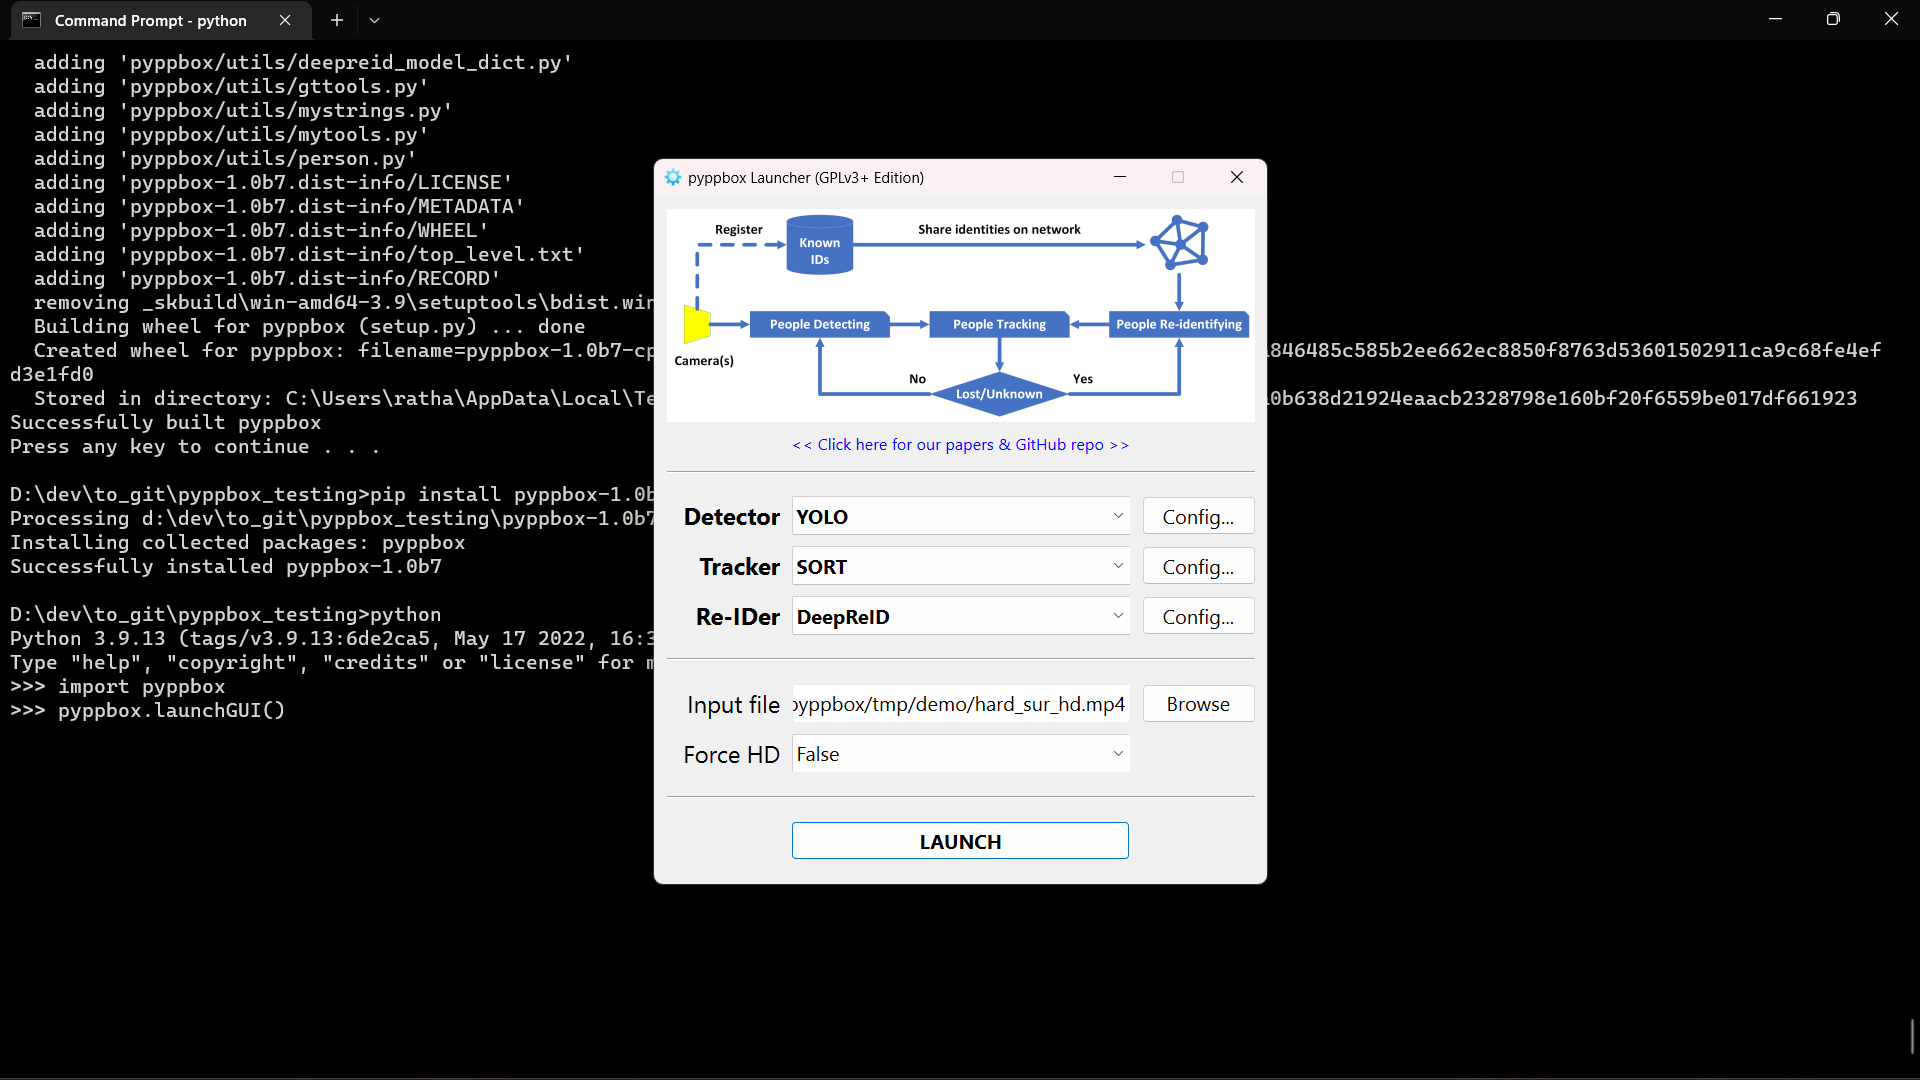 Command Prompt - python
adding 'pyppbox/utils/deepreid_model_dict.py'
adding 'pyppbox/utils/gttools.py'
adding 'pyppbox/utils/mystrings.py'
adding 'pyppbox/utils/mytools.py'
adding 'pyppbox/utils/person.py'
adding 'pyppbox-1.0b7.dist-info/LICENSE'
adding 'pyppbox-1.0b7.dist-info/METADATA'
adding 'pyppbox-1.0b7.dist-info/WHEEL'
adding 'pyppbox-1.0b7.dist-info/top_level.txt'
adding 'pyppbox-1.0b7.dist-info/RECORD'
removing _skbuild\win-amd64-3.9\setuptools\bdist.win
Building wheel for pyppbox (setup.py) ... done
Created wheel for pyppbox: filename=pyppbox-1.0b7-cp 846485c585b2ee662ec8850f8763d53601502911ca9c68fe4ef
d3e1fd0
Stored in directory: C:\Users\ratha\AppData\Local\Te 0b638d21924eaacb2328798e160bf20f6559be017df661923
Successfully built pyppbox
Press any key to continue . . .
D:\dev\to_git\pyppbox_testing>pip install pyppbox-1.0b
Processing d:\dev\to_git\pyppbox_testing\pyppbox-1.0b7
Installing collected packages: pyppbox
Successfully installed pyppbox-1.0b7
D:\dev\to_git\pyppbox_testing>python
Python 3.9.13 (tags/v3.9.13:6de2ca5, May 17 2022, 16:3
Type "help", "copyright", "credits" or "license" for m
>>> import pyppbox
>>> pyppbox.launchGUI()
pyppbox Launcher (GPLv3+ Edition)
Register
Known
IDs
Share identities on network
People Detecting
People Tracking
People Re-identifying
Camera(s)
No
Yes
Lost/Unknown
<< Click here for our papers & GitHub repo >>
Detector YOLO Config...
Tracker SORT Config...
Re-IDer DeepReID Config...
Input file pyppbox/tmp/demo/hard_sur_hd.mp4 Browse
Force HD False
LAUNCH